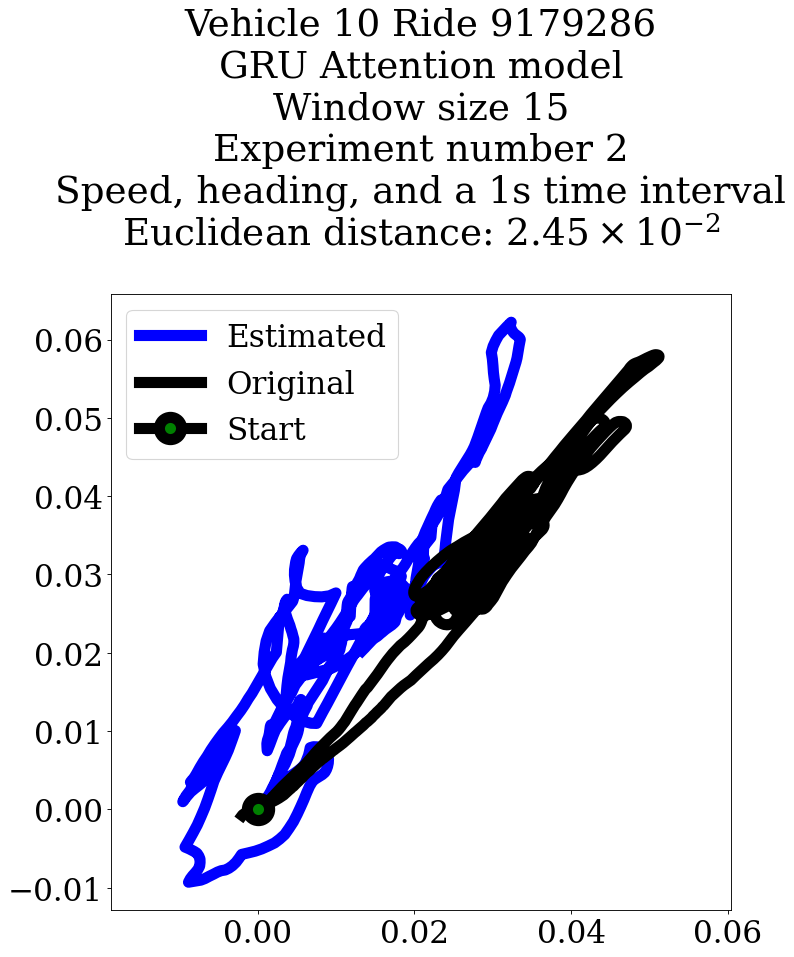 Vehicle 10 Ride 9179286
GRU Attention model
Window size 15
Experiment number 2
Speed, heading, and a 1s time interval
Euclidean distance: 2.45 × 10⁻²
Estimated
Original
Start
0.06
0.05
0.04
0.03
0.02
0.01
0.00
−0.01
0.00 0.02 0.04 0.06